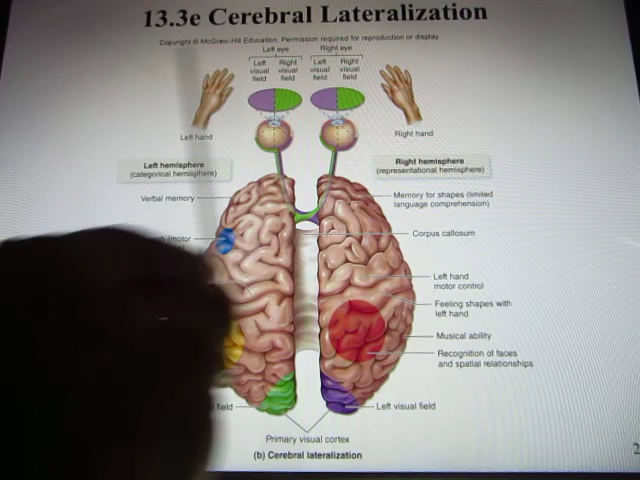 13.3e Cerebral Lateralization
Copyright © McGraw-Hill Education. Permission required for reproduction or display.
Left eye
Right eye
Left visual field
Right visual field
Left visual field
Right visual field
Left hand
Right hand
Left hemisphere
(categorical hemisphere)
Right hemisphere
(representational hemisphere)
Verbal memory
Memory for shapes (limited
language comprehension)
(motor
Corpus callosum
Left hand
motor control
Feeling shapes with
left hand
Musical ability
Recognition of faces
and spatial relationships
field
Left visual field
Primary visual cortex
(b) Cerebral lateralization
2